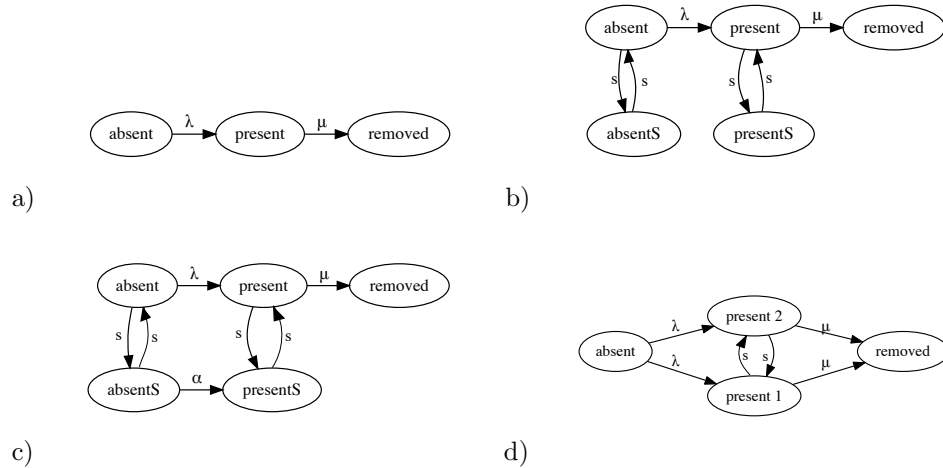 absent λ present μ removed
a)
absent λ present μ removed
s s s s
absentS presentS
b)
absent λ present μ removed
s s s s
absentS α presentS
c)
present 2
λ μ
absent s s removed
λ μ
present 1
d)